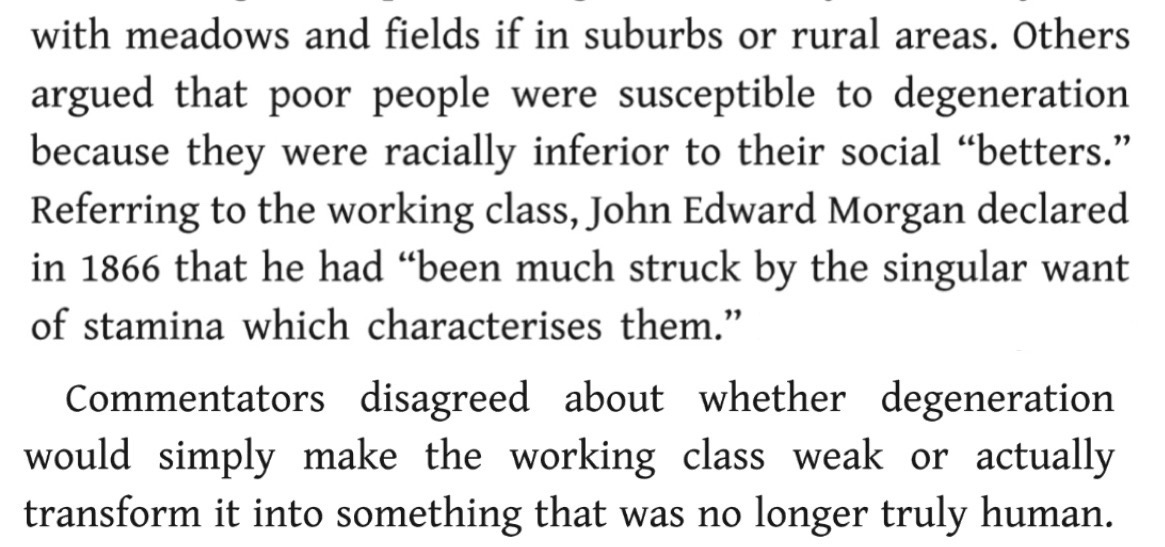 with meadows and fields if in suburbs or rural areas. Others
argued that poor people were susceptible to degeneration
because they were racially inferior to their social “betters.”
Referring to the working class, John Edward Morgan declared
in 1866 that he had “been much struck by the singular want
of stamina which characterises them.”
Commentators disagreed about whether degeneration
would simply make the working class weak or actually
transform it into something that was no longer truly human.